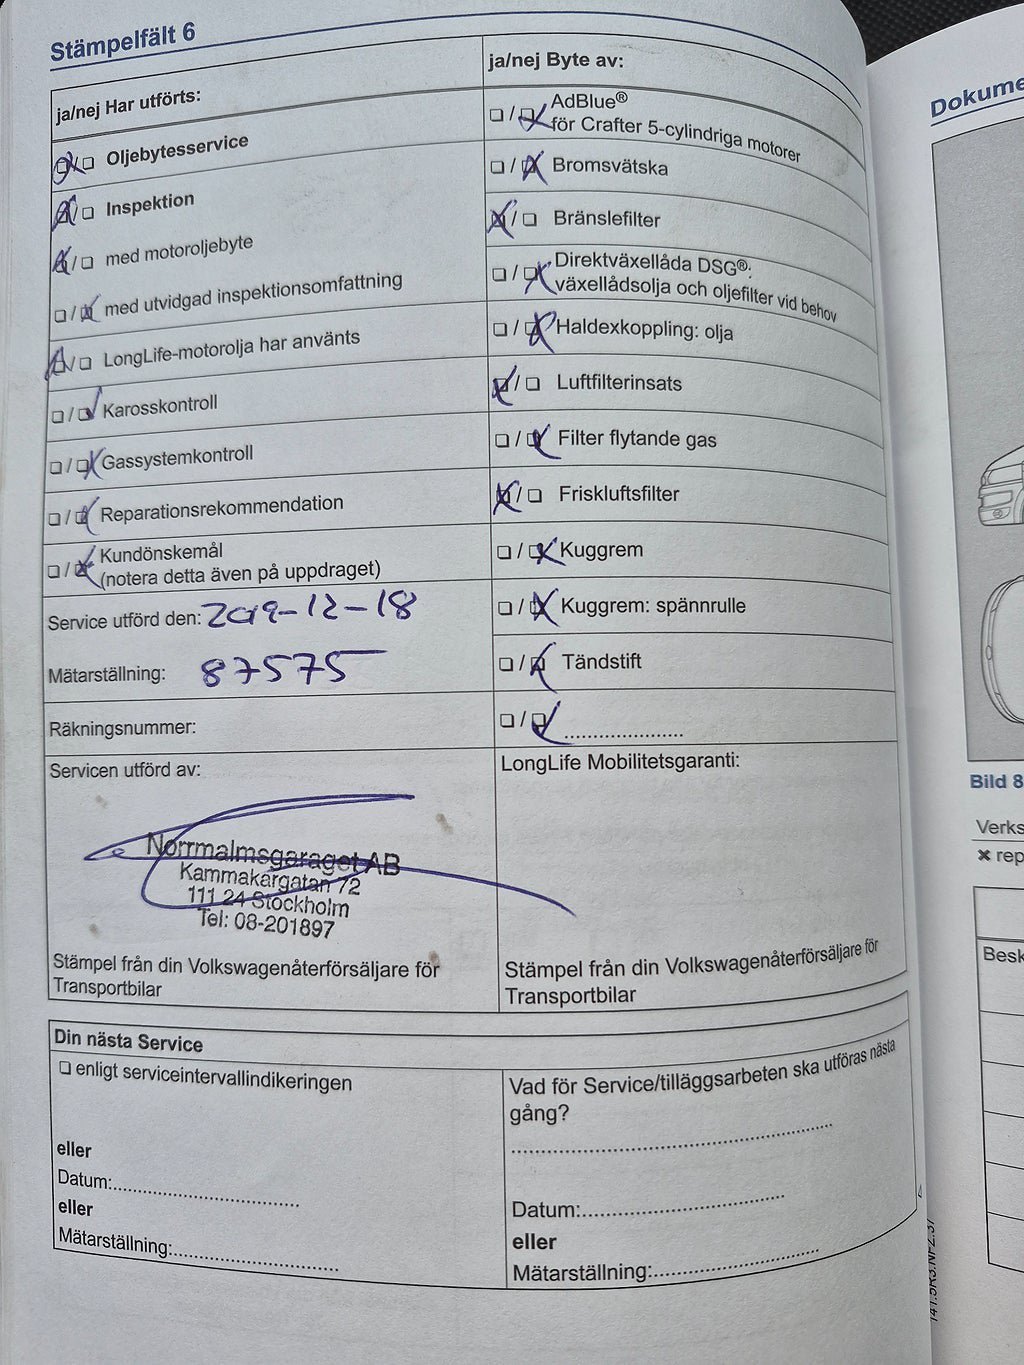 Stämpelfält 6
ja/nej Har utförts:
❏ / ❏ Oljebytesservice
❏ / ❏ Inspektion
❏ / ❏ med motoroljebyte
❏ / ❏ med utvidgad inspektionsomfattning
❏ / ❏ LongLife-motorolja har använts
❏ / ❏ Karosskontroll
❏ / ❏ Gassystemkontroll
❏ / ❏ Reparationsrekommendation
❏ / ❏ Kundönskemål
(notera detta även på uppdraget)
Service utförd den: 2019-12-18
Mätarställning: 87575
Räkningsnummer:
Servicen utförd av:
Norrmalmsgaraget AB
Kammakargatan 72
111 24 Stockholm
Tel: 08-201897
Stämpel från din Volkswagenåterförsäljare för
Transportbilar
ja/nej Byte av:
❏ / ❏ AdBlue®
för Crafter 5-cylindriga motorer
❏ / ❏ Bromsvätska
❏ / ❏ Bränslefilter
❏ / ❏ Direktväxellåda DSG®:
växellådsolja och oljefilter vid behov
❏ / ❏ Haldexkoppling: olja
❏ / ❏ Luftfilterinsats
❏ / ❏ Filter flytande gas
❏ / ❏ Friskluftsfilter
❏ / ❏ Kuggrem
❏ / ❏ Kuggrem: spännrulle
❏ / ❏ Tändstift
❏ / ❏ .....................
LongLife Mobilitetsgaranti:
Stämpel från din Volkswagenåterförsäljare för
Transportbilar
Din nästa Service
❏ enligt serviceintervallindikeringen
eller
Datum:..................................
eller
Mätarställning:..............................
Vad för Service/tilläggsarbeten ska utföras nästa
gång?
..........................................................
Datum:....................................
eller
Mätarställning:..............................
141.5R3.NFZ.37
Dokume
Bild 8
Verks
✖ rep
Besk